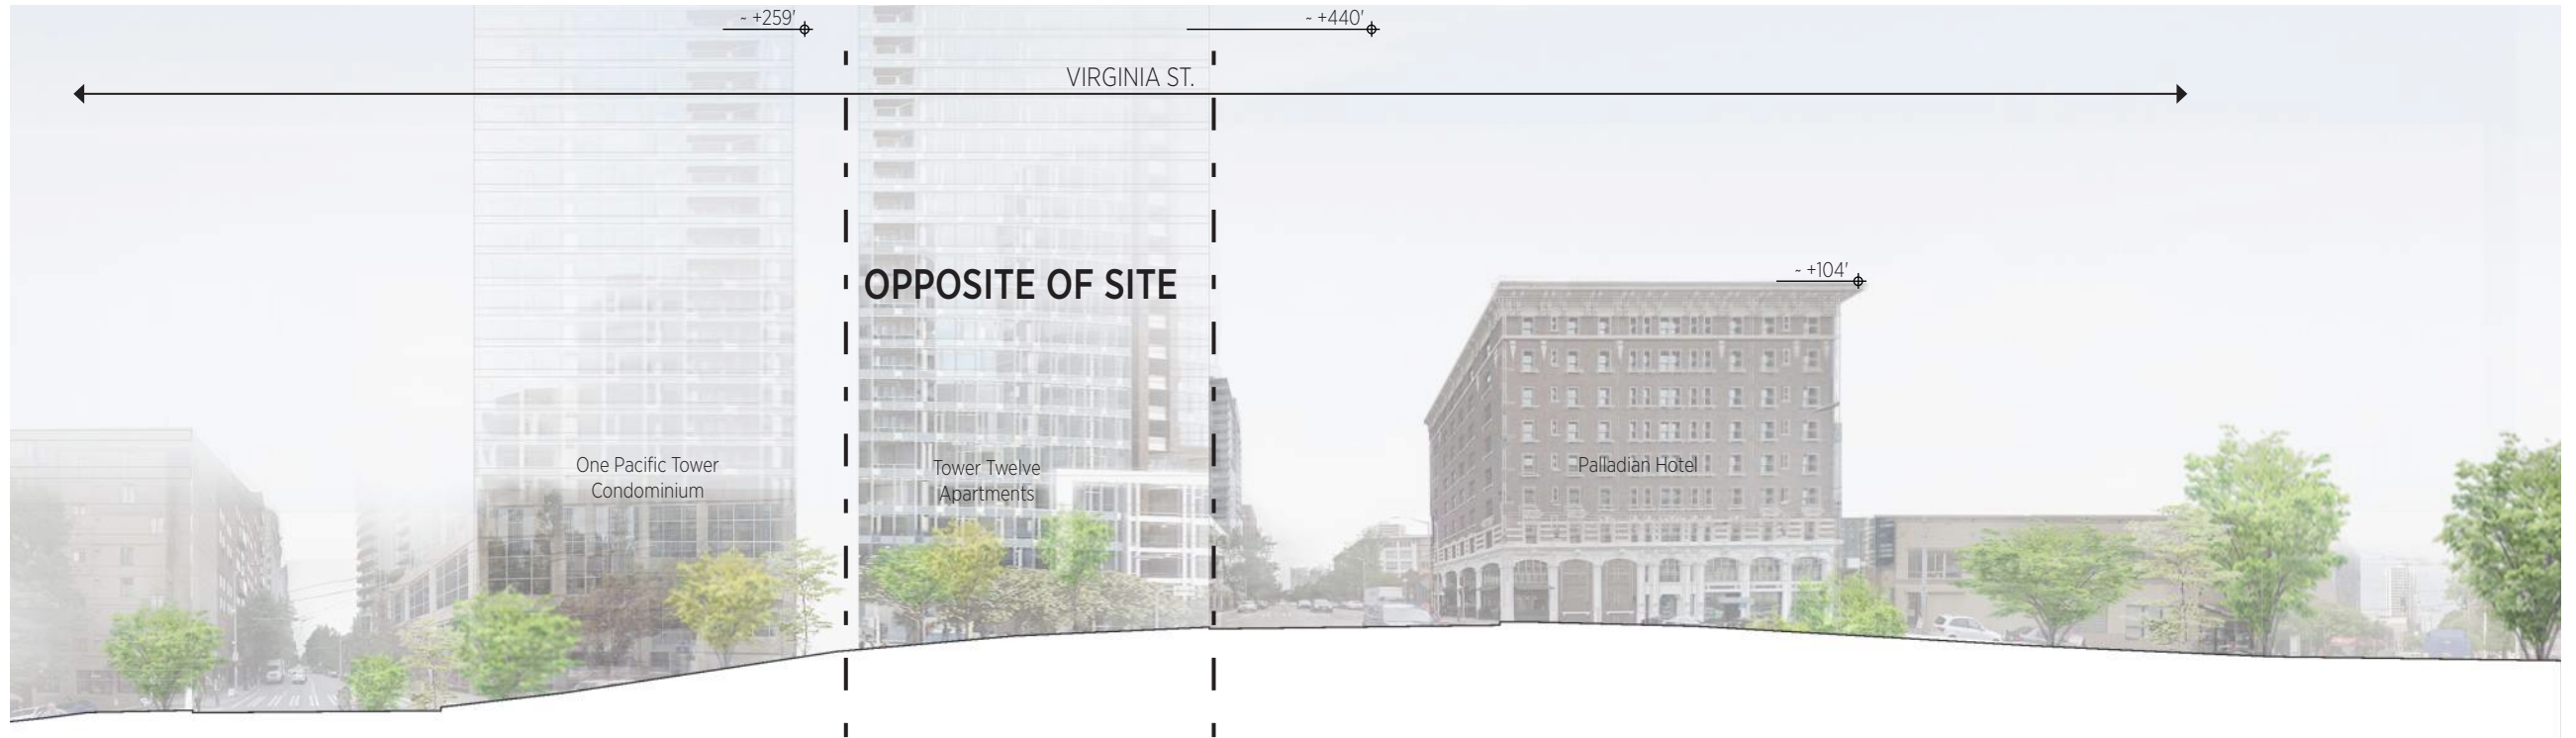 ~ +259'
~ +440'
VIRGINIA ST.
~ +104'
OPPOSITE OF SITE
One Pacific Tower
Condominium
Tower Twelve
Apartments
Palladian Hotel